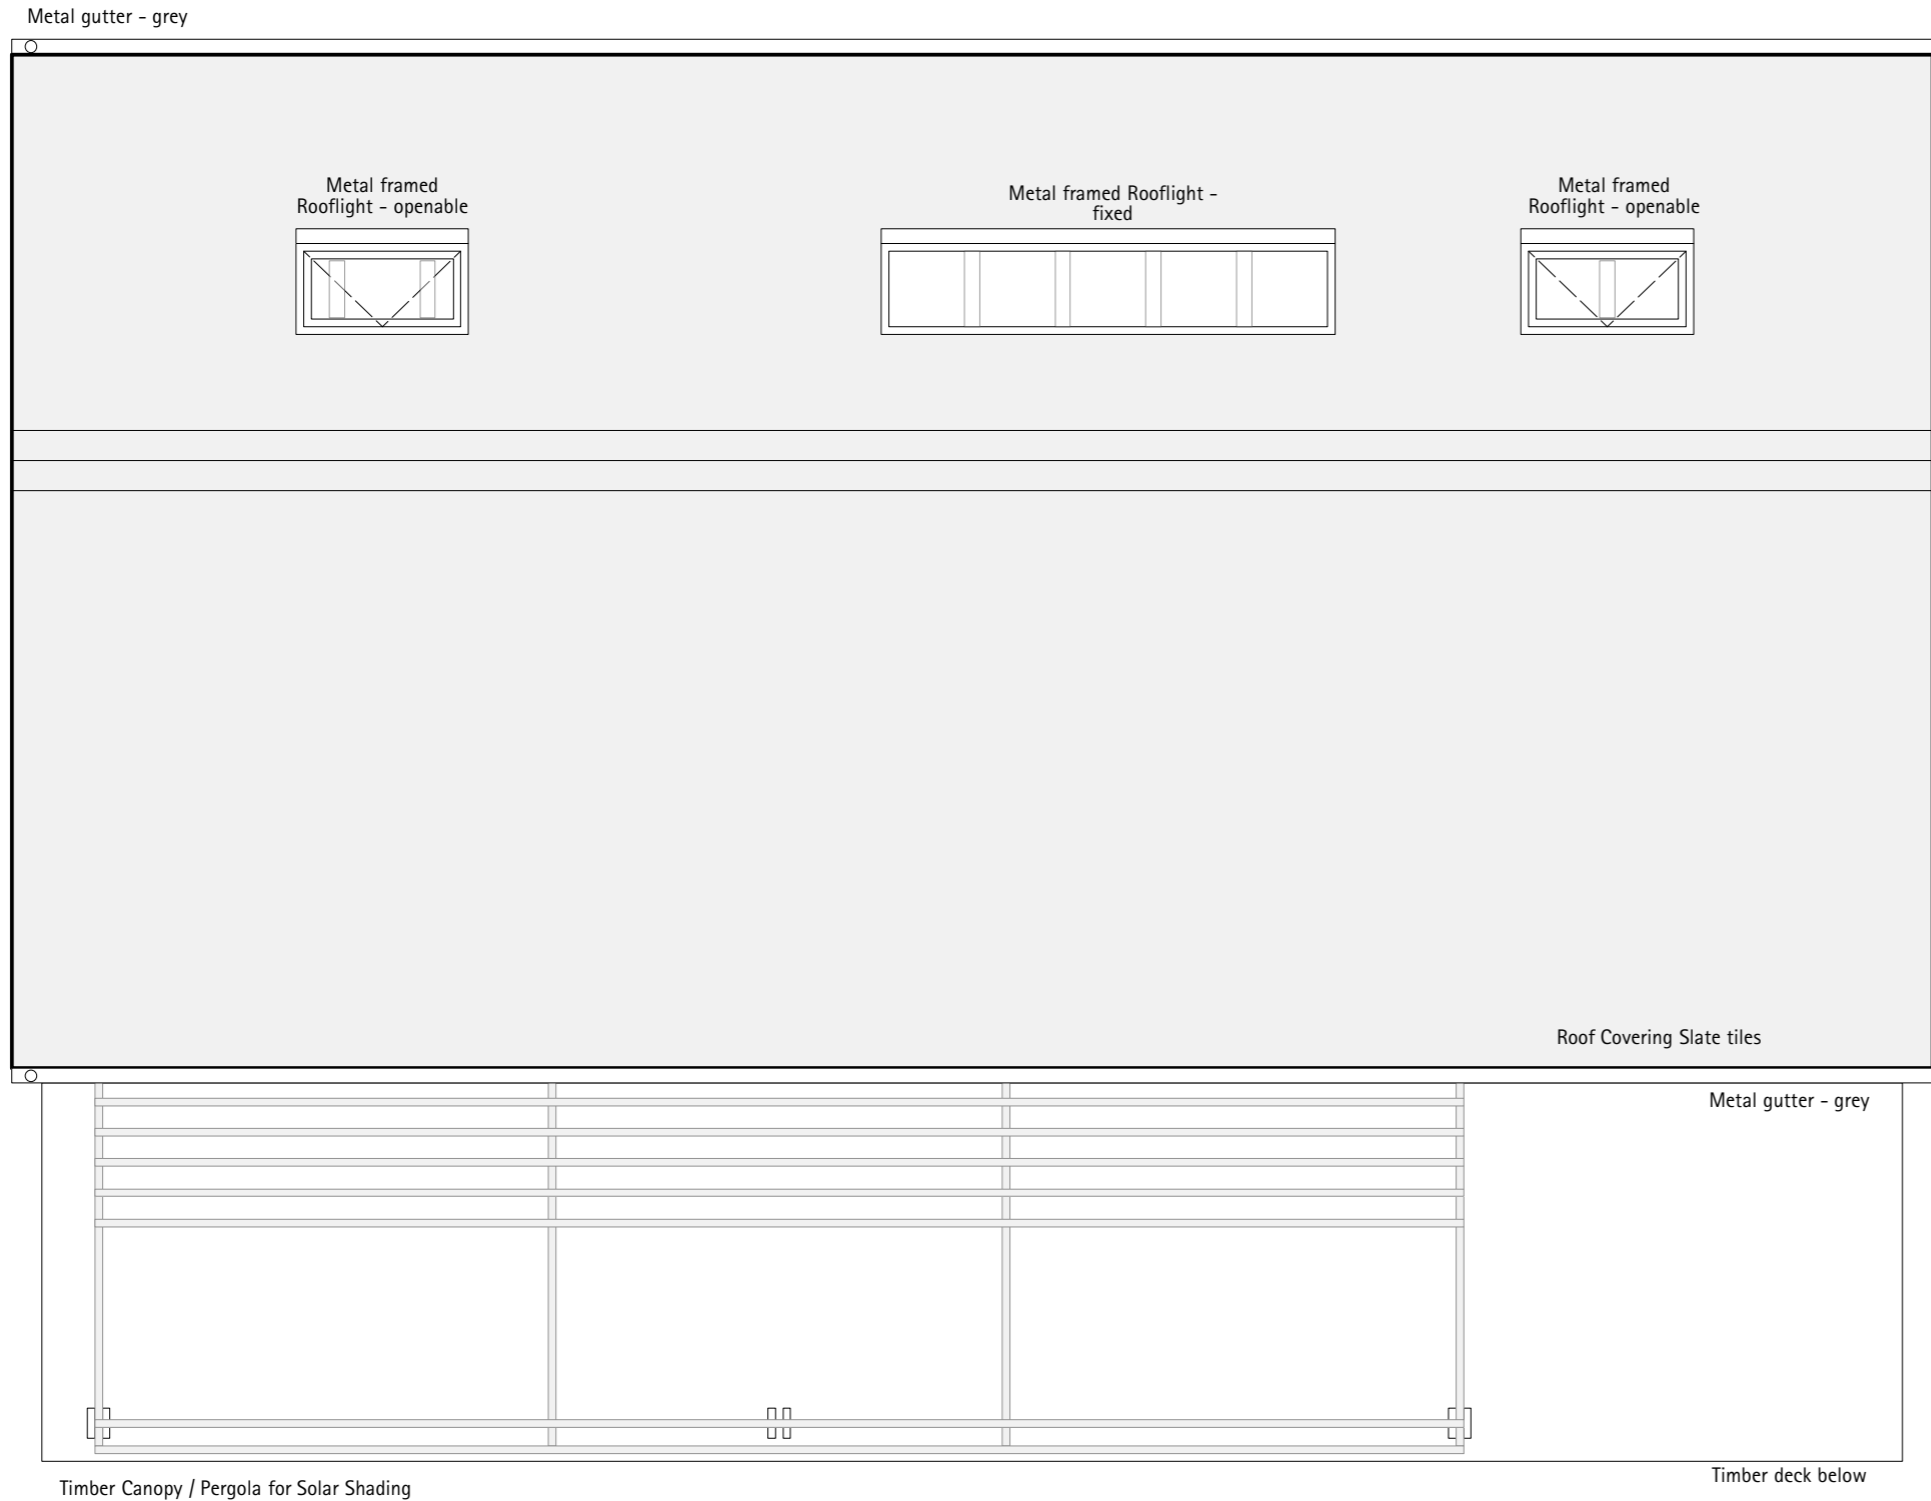 Metal gutter - grey
Metal framed
Rooflight - openable
Metal framed Rooflight -
fixed
Metal framed
Rooflight - openable
Roof Covering Slate tiles
Metal gutter - grey
Timber deck below
Timber Canopy / Pergola for Solar Shading